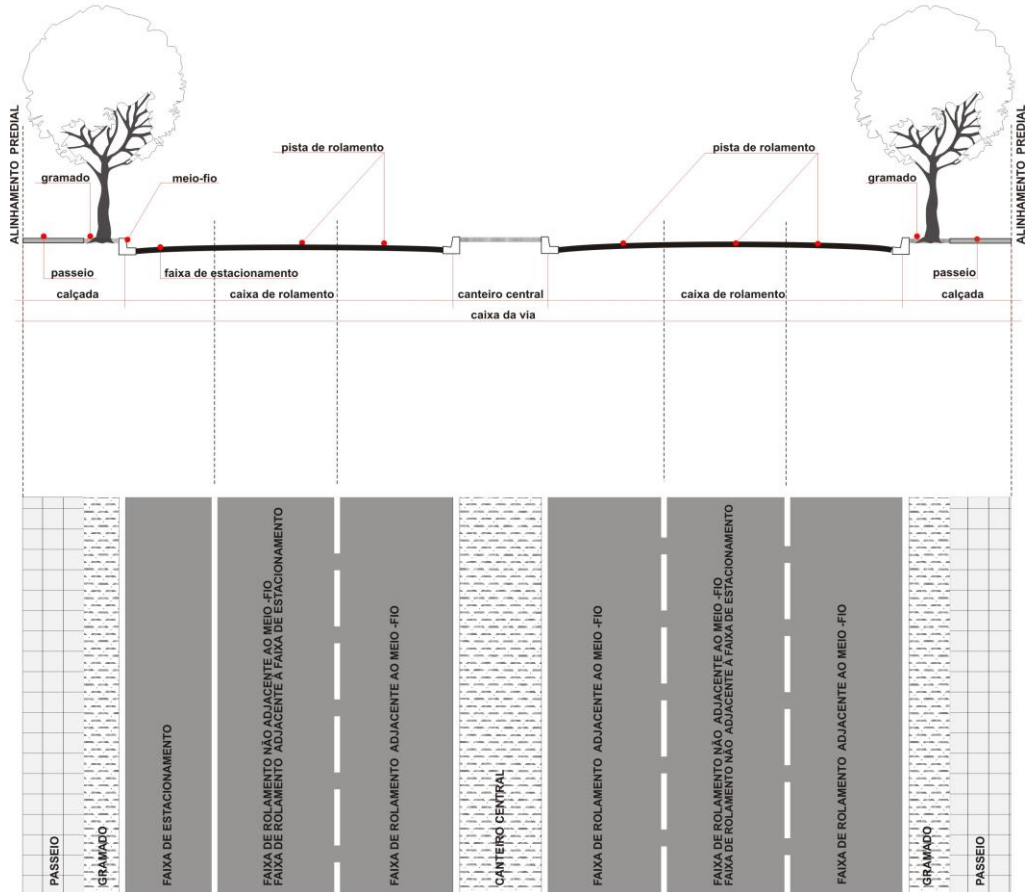 ALINHAMENTO PREDIAL
ALINHAMENTO PREDIAL
pista de rolamento
pista de rolamento
gramado
meio-fio
gramado
passeio
faixa de estacionamento
passeio
calçada
caixa de rolamento
canteiro central
caixa de rolamento
calçada
caixa da via
PASSEIO
GRAMADO
FAIXA DE ESTACIONAMENTO
FAIXA DE ROLAMENTO NÃO ADJACENTE AO MEIO -FIO
FAIXA DE ROLAMENTO ADJACENTE À FAIXA DE ESTACIONAMENTO
FAIXA DE ROLAMENTO ADJACENTE AO MEIO -FIO
CANTEIRO CENTRAL
FAIXA DE ROLAMENTO ADJACENTE AO MEIO -FIO
FAIXA DE ROLAMENTO NÃO ADJACENTE AO MEIO -FIO
FAIXA DE ROLAMENTO NÃO ADJACENTE À FAIXA DE ESTACIONAMENTO
FAIXA DE ROLAMENTO ADJACENTE AO MEIO -FIO
GRAMADO
PASSEIO